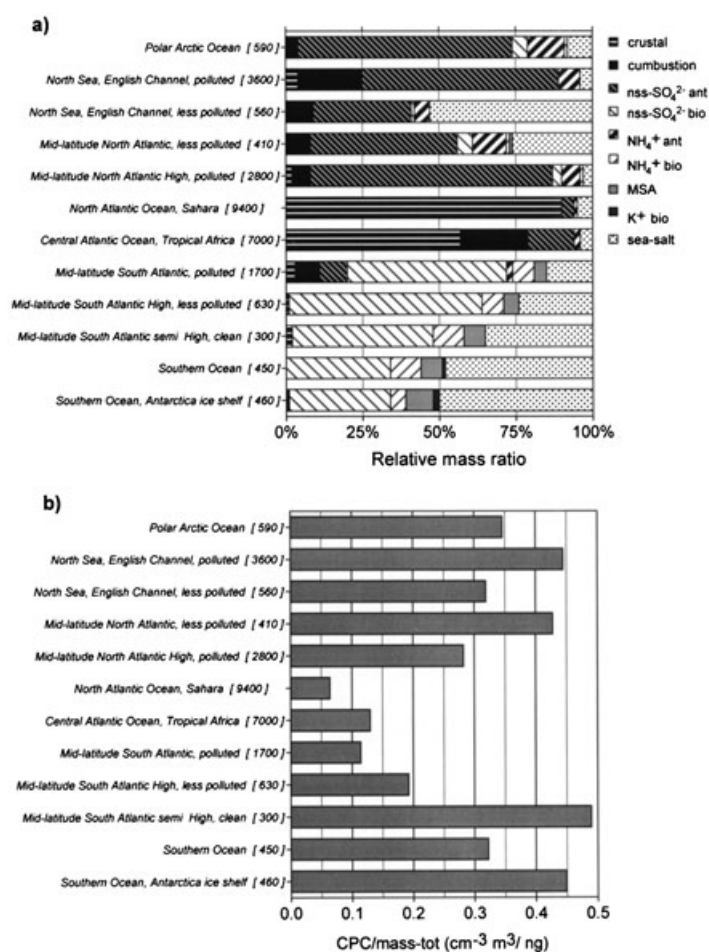 a)
Polar Arctic Ocean [ 590 ]
North Sea, English Channel, polluted [ 3600 ]
North Sea, English Channel, less polluted [ 560 ]
Mid-latitude North Atlantic, less polluted [ 410 ]
Mid-latitude North Atlantic High, polluted [ 2800 ]
North Atlantic Ocean, Sahara [ 9400 ]
Central Atlantic Ocean, Tropical Africa [ 7000 ]
Mid-latitude South Atlantic, polluted [ 1700 ]
Mid-latitude South Atlantic High, less polluted [ 630 ]
Mid-latitude South Atlantic semi High, clean [ 300 ]
Southern Ocean [ 450 ]
Southern Ocean, Antarctica ice shelf [ 460 ]
0% 25% 50% 75% 100%
Relative mass ratio
crustal
cumbustion
nss-SO₄²⁻ ant
nss-SO₄²⁻ bio
NH₄⁺ ant
NH₄⁺ bio
MSA
K⁺ bio
sea-salt
b)
Polar Arctic Ocean [ 590 ]
North Sea, English Channel, polluted [ 3600 ]
North Sea, English Channel, less polluted [ 560 ]
Mid-latitude North Atlantic, less polluted [ 410 ]
Mid-latitude North Atlantic High, polluted [ 2800 ]
North Atlantic Ocean, Sahara [ 9400 ]
Central Atlantic Ocean, Tropical Africa [ 7000 ]
Mid-latitude South Atlantic, polluted [ 1700 ]
Mid-latitude South Atlantic High, less polluted [ 630 ]
Mid-latitude South Atlantic semi High, clean [ 300 ]
Southern Ocean [ 450 ]
Southern Ocean, Antarctica ice shelf [ 460 ]
0.0 0.1 0.2 0.3 0.4 0.5
CPC/mass-tot (cm⁻³ m³/ ng)